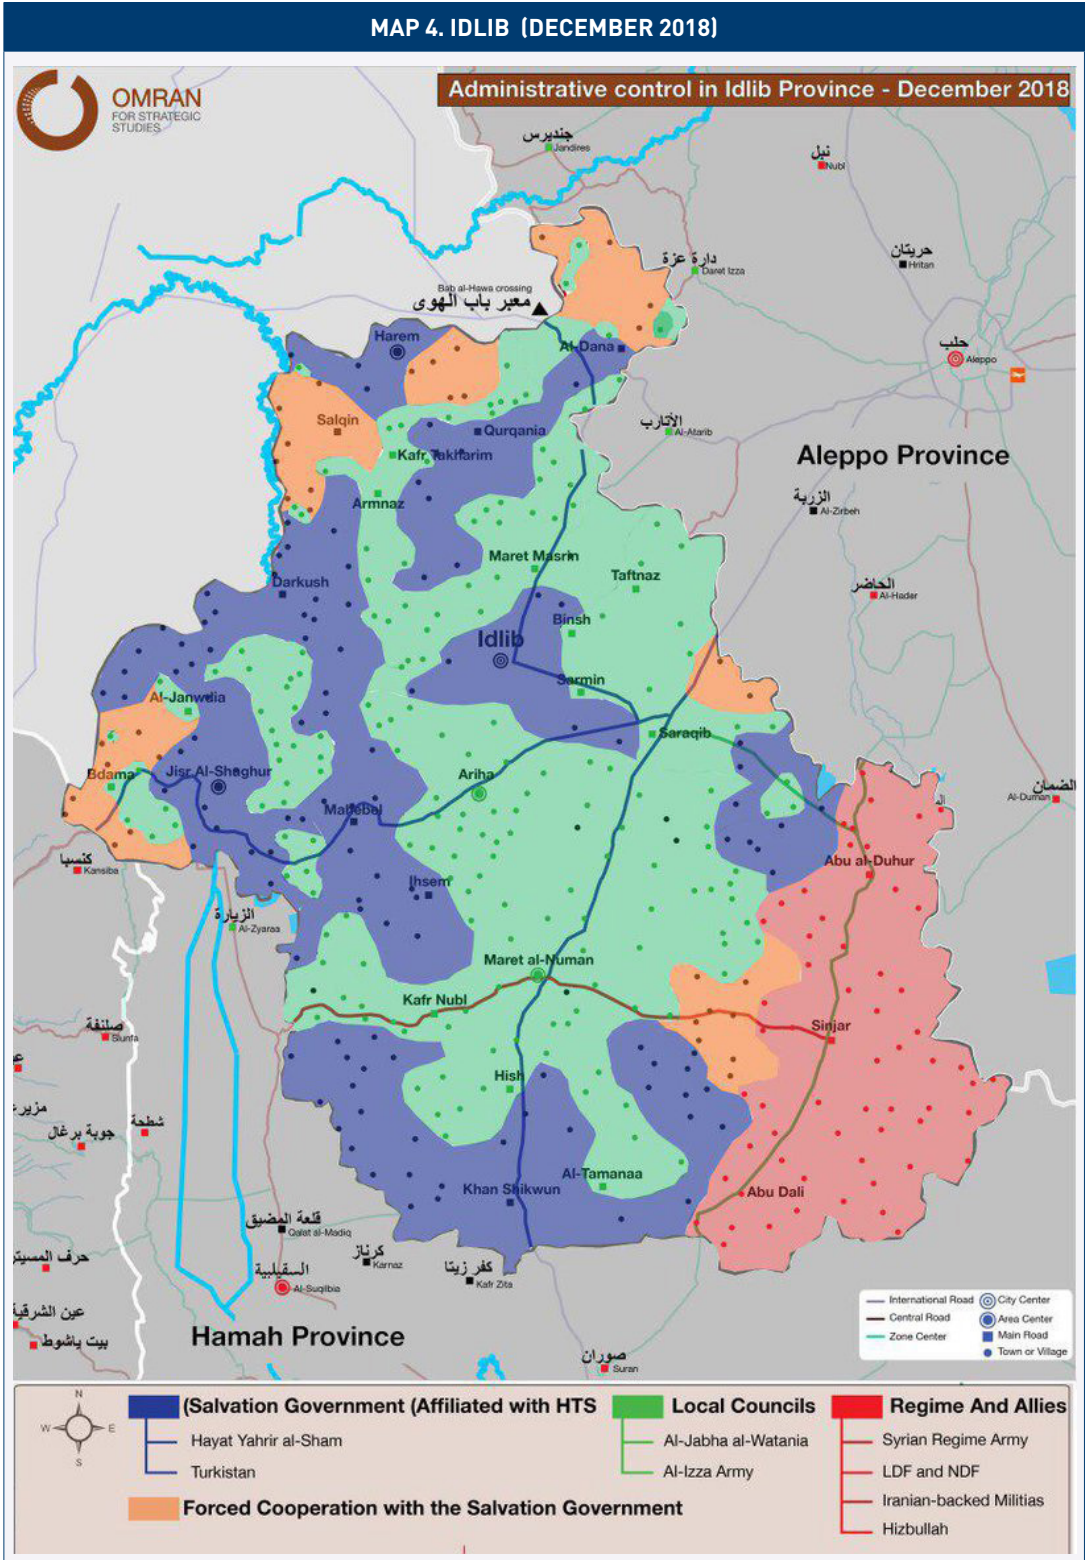 MAP 4. IDLIB (DECEMBER 2018)
OMRAN
FOR STRATEGIC
STUDIES
Administrative control in Idlib Province - December 2018
جنديرس
Jandires
نبل
Nubl
حريتان
Hritan
دارة عزة
Daret Izza
Bab al-Hawa crossing
معبر باب الهوى
Harem
Al-Dana
حلب
Aleppo
Salqin
Qurqania
الأتارب
Al-Atarib
Kafr Takharim
Aleppo Province
Armnaz
الزربة
Al-Zirbeh
Maret Masrin
Taftnaz
Darkush
الحاضر
Al-Hader
Binsh
Idlib
Sarmin
Al-Janwdia
Saraqib
Bdama
Jisr Al-Shaghur
Ariha
الضمان
Al-Duman
Mahebel
كنسبا
Kansiba
Abu al-Duhur
Ihsem
الزيارة
Al-Zyaraa
Maret al-Numan
Kafr Nubl
صلنفة
Slunfa
Sinjar
Hish
شطحة
جوبة برغال
Al-Tamanaa
Khan Shikwun
Abu Dali
قلعة المضيق
Qalat al-Madiq
كرناز
Karnaz
كفر زيتا
Kafr Zita
حرف المسيتر
السقيلبية
Al-Suqilbia
عين الشرقية
بيت ياشوط
Hamah Province
صوران
Suran
International Road
City Center
Central Road
Area Center
Zone Center
Main Road
Town or Village
N
W
E
S
(Salvation Government (Affiliated with HTS
Hayat Yahrir al-Sham
Turkistan
Forced Cooperation with the Salvation Government
Local Councils
Al-Jabha al-Watania
Al-Izza Army
Regime And Allies
Syrian Regime Army
LDF and NDF
Iranian-backed Militias
Hizbullah